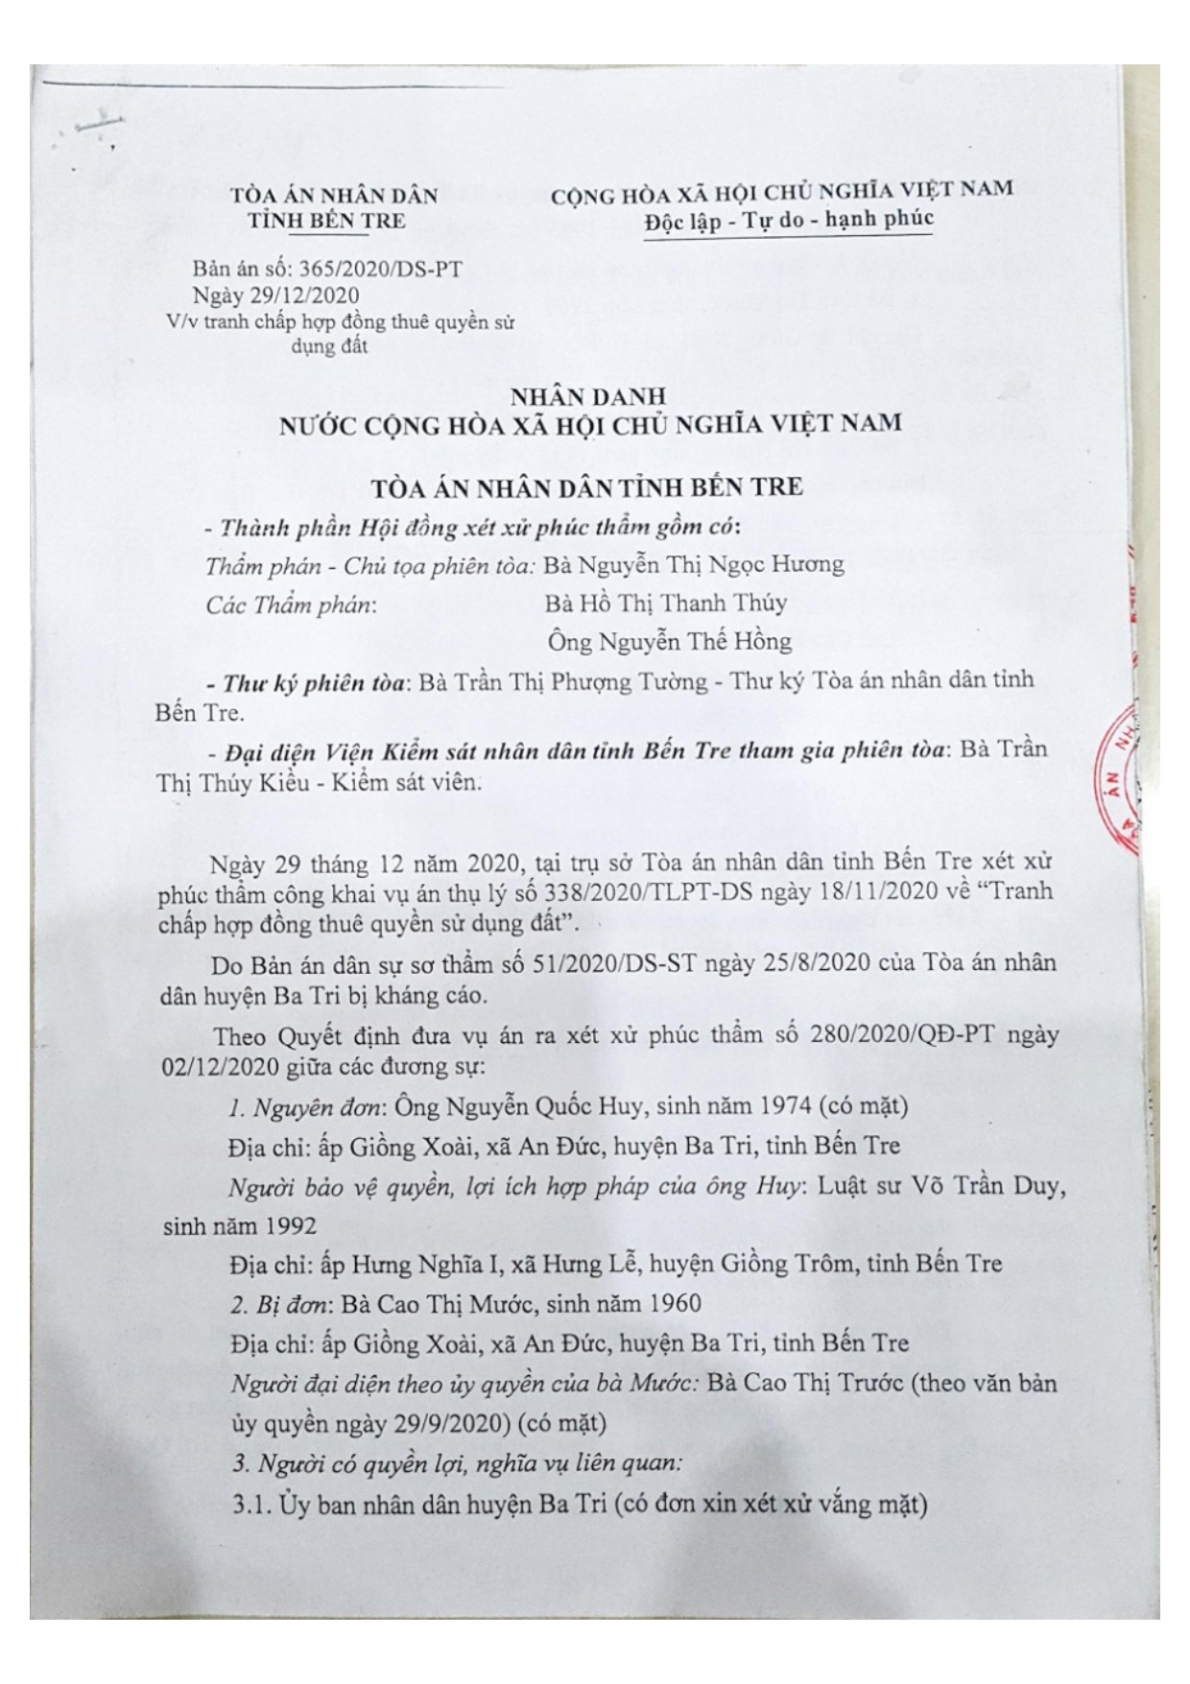 TÒA ÁN NHÂN DÂN
TỈNH BẾN TRE
CỘNG HÒA XÃ HỘI CHỦ NGHĨA VIỆT NAM
Độc lập - Tự do - hạnh phúc
Bản án số: 365/2020/DS-PT
Ngày 29/12/2020
V/v tranh chấp hợp đồng thuê quyền sử
dụng đất
NHÂN DANH
NƯỚC CỘNG HÒA XÃ HỘI CHỦ NGHĨA VIỆT NAM
TÒA ÁN NHÂN DÂN TỈNH BẾN TRE
- Thành phần Hội đồng xét xử phúc thẩm gồm có:
Thẩm phán - Chủ tọa phiên tòa: Bà Nguyễn Thị Ngọc Hương
Các Thẩm phán: Bà Hồ Thị Thanh Thúy
Ông Nguyễn Thế Hồng
- Thư ký phiên tòa: Bà Trần Thị Phượng Tường - Thư ký Tòa án nhân dân tỉnh
Bến Tre.
- Đại diện Viện Kiểm sát nhân dân tỉnh Bến Tre tham gia phiên tòa: Bà Trần
Thị Thúy Kiều - Kiểm sát viên.
ÁN NH
Ngày 29 tháng 12 năm 2020, tại trụ sở Tòa án nhân dân tỉnh Bến Tre xét xử
phúc thẩm công khai vụ án thụ lý số 338/2020/TLPT-DS ngày 18/11/2020 về “Tranh
chấp hợp đồng thuê quyền sử dụng đất”.
Do Bản án dân sự sơ thẩm số 51/2020/DS-ST ngày 25/8/2020 của Tòa án nhân
dân huyện Ba Tri bị kháng cáo.
Theo Quyết định đưa vụ án ra xét xử phúc thẩm số 280/2020/QĐ-PT ngày
02/12/2020 giữa các đương sự:
1. Nguyên đơn: Ông Nguyễn Quốc Huy, sinh năm 1974 (có mặt)
Địa chỉ: ấp Giồng Xoài, xã An Đức, huyện Ba Tri, tỉnh Bến Tre
Người bảo vệ quyền, lợi ích hợp pháp của ông Huy: Luật sư Võ Trần Duy,
sinh năm 1992
Địa chỉ: ấp Hưng Nghĩa I, xã Hưng Lễ, huyện Giồng Trôm, tỉnh Bến Tre
2. Bị đơn: Bà Cao Thị Mước, sinh năm 1960
Địa chỉ: ấp Giồng Xoài, xã An Đức, huyện Ba Tri, tỉnh Bến Tre
Người đại diện theo ủy quyền của bà Mước: Bà Cao Thị Trước (theo văn bản
ủy quyền ngày 29/9/2020) (có mặt)
3. Người có quyền lợi, nghĩa vụ liên quan:
3.1. Ủy ban nhân dân huyện Ba Tri (có đơn xin xét xử vắng mặt)